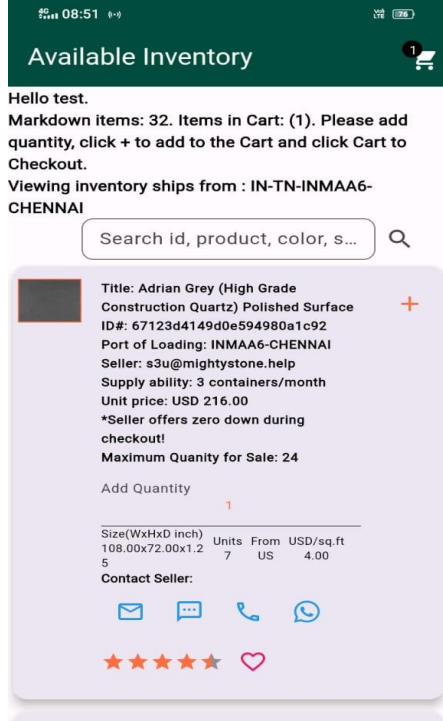 4G 08:51 76
Available Inventory
1
Hello test.
Markdown items: 32. Items in Cart: (1). Please add
quantity, click + to add to the Cart and click Cart to
Checkout.
Viewing inventory ships from : IN-TN-INMAA6-
CHENNAI
Search id, product, color, s...
Title: Adrian Grey (High Grade
Construction Quartz) Polished Surface
ID#: 67123d4149d0e594980a1c92
Port of Loading: INMAA6-CHENNAI
Seller: s3u@mightystone.help
Supply ability: 3 containers/month
Unit price: USD 216.00
*Seller offers zero down during
checkout!
Maximum Quanity for Sale: 24
+
Add Quantity
1
Size(WxHxD inch) Units From USD/sq.ft
108.00x72.00x1.2 7 US 4.00
5
Contact Seller: